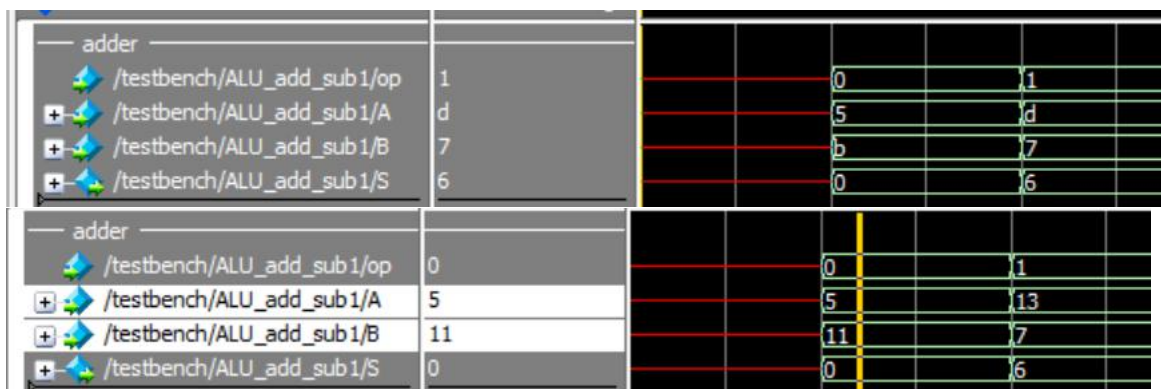 adder
/testbench/ALU_add_sub1/op 1 0 1
/testbench/ALU_add_sub1/A d 5 d
/testbench/ALU_add_sub1/B 7 b 7
/testbench/ALU_add_sub1/S 6 0 6
adder
/testbench/ALU_add_sub1/op 0 0 1
/testbench/ALU_add_sub1/A 5 5 13
/testbench/ALU_add_sub1/B 11 11 7
/testbench/ALU_add_sub1/S 0 0 6